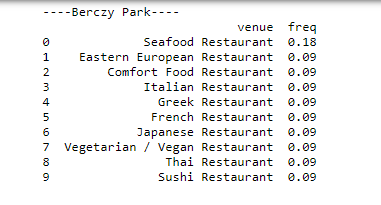 ----Berczy Park----
venue freq
0 Seafood Restaurant 0.18
1 Eastern European Restaurant 0.09
2 Comfort Food Restaurant 0.09
3 Italian Restaurant 0.09
4 Greek Restaurant 0.09
5 French Restaurant 0.09
6 Japanese Restaurant 0.09
7 Vegetarian / Vegan Restaurant 0.09
8 Thai Restaurant 0.09
9 Sushi Restaurant 0.09